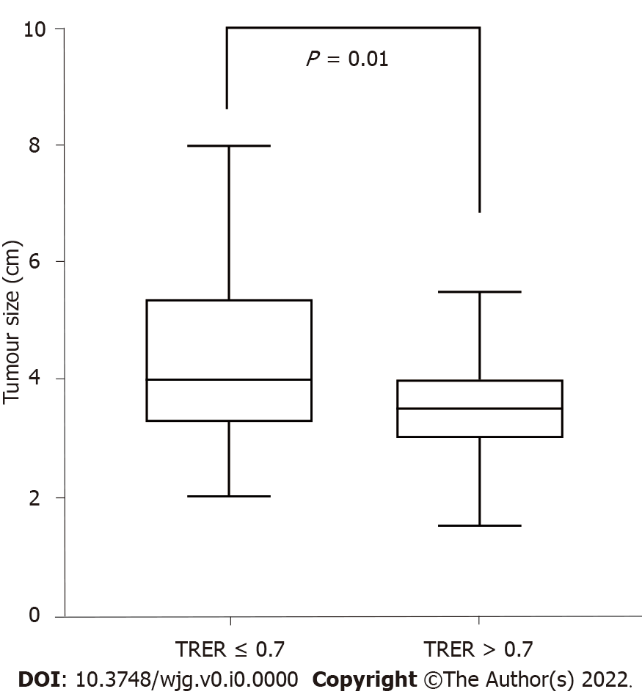 10
P = 0.01
8
6
4
2
0
Tumour size (cm)
TRER ≤ 0.7 TRER > 0.7
DOI: 10.3748/wjg.v0.i0.0000 Copyright ©The Author(s) 2022.